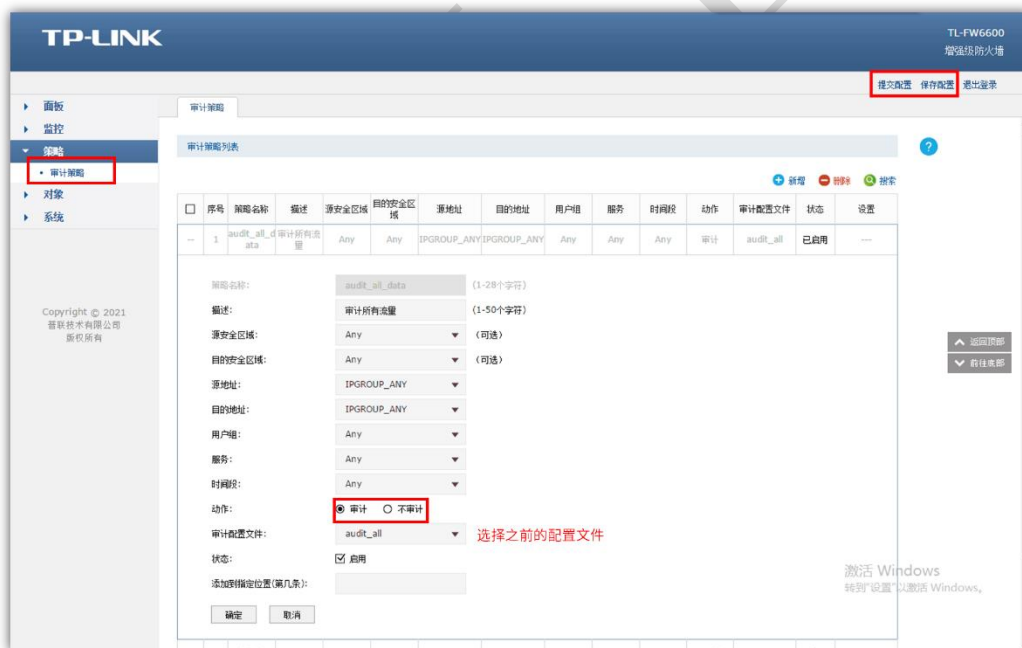 TP-LINK
TL-FW6600
增强级防火墙
提交配置 保存配置 退出登录
面板
监控
策略
审计策略
对象
系统
Copyright © 2021
普联技术有限公司
版权所有
审计策略
审计策略列表
?
新增 删除 搜索
序号 策略名称 描述 源安全区域 目的安全区域 源地址 目的地址 用户组 服务 时间段 动作 审计配置文件 状态 设置
-- 1 audit_all_data 审计所有流量 Any Any IPGROUP_ANY IPGROUP_ANY Any Any Any 审计 audit_all 已启用 ---
策略名称: audit_all_data (1-28个字符)
描述: 审计所有流量 (1-50个字符)
源安全区域: Any (可选)
目的安全区域: Any (可选)
源地址: IPGROUP_ANY
目的地址: IPGROUP_ANY
用户组: Any
服务: Any
时间段: Any
动作: 审计 不审计
审计配置文件: audit_all 选择之前的配置文件
状态: 启用
添加到指定位置(第几条):
确定 取消
返回顶部
前往底部
激活 Windows
转到"设置"以激活 Windows。